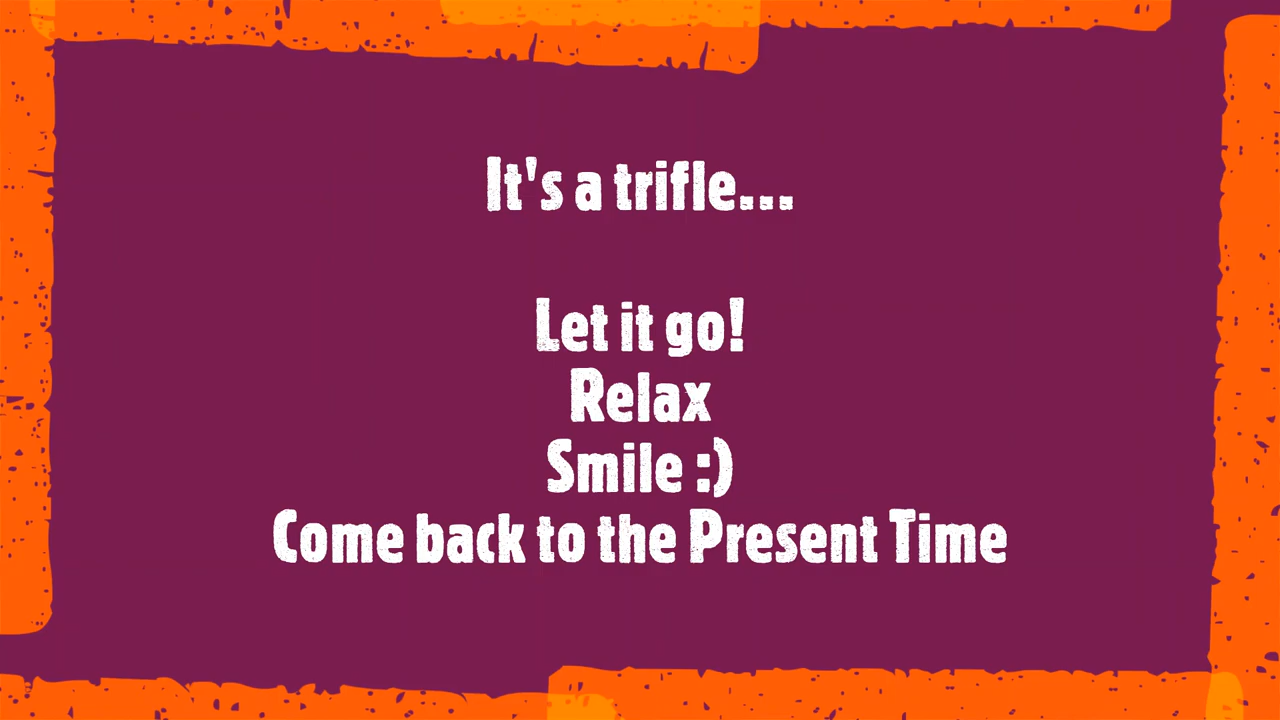 It's a trifle...
Let it go!
Relax
Smile :)
Come back to the Present Time